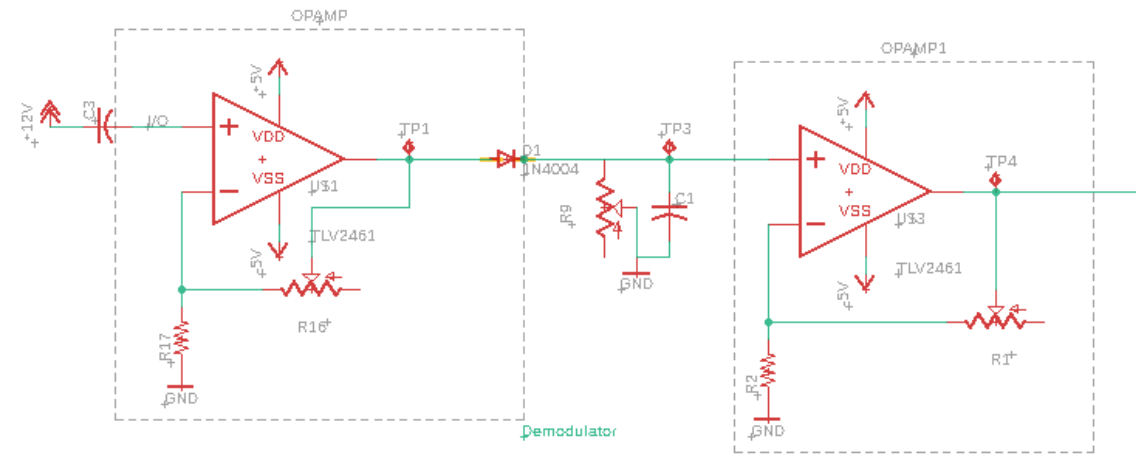 OPAMP
OPAMP1
+12V
C3
I/O
+5V
VDD
VSS
U$1
TLV2461
+5V
TP1
D1
1N4004
TP3
R9
C1
GND
R16
R17
GND
Demodulator
+5V
VDD
VSS
U$3
TLV2461
+5V
TP4
R1
R2
GND